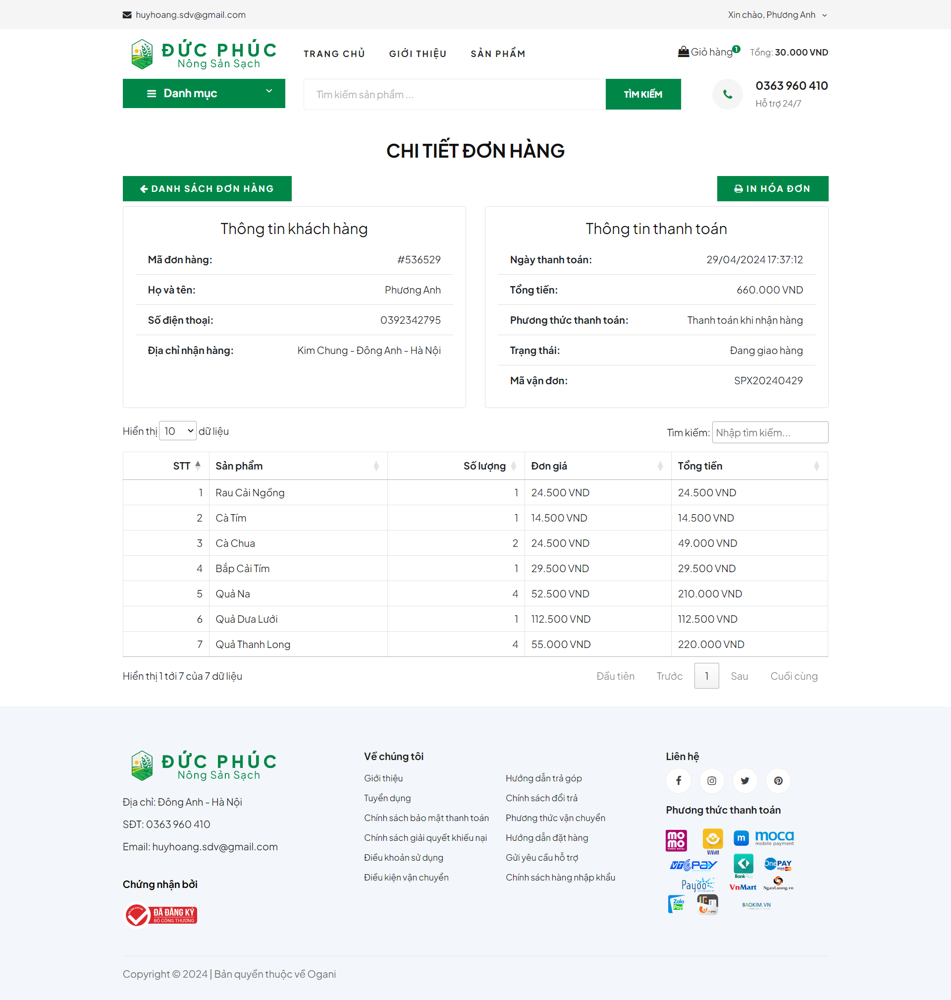 huyhoang.sdv@gmail.com
Xin chào, Phương Anh
ĐỨC PHÚC
Nông Sản Sạch
TRANG CHỦ GIỚI THIỆU SẢN PHẨM
Giỏ hàng 1 Tổng: 30.000 VND
Danh mục
Tìm kiếm sản phẩm ...
TÌM KIẾM
0363 960 410
Hỗ trợ 24/7
CHI TIẾT ĐƠN HÀNG
DANH SÁCH ĐƠN HÀNG
IN HÓA ĐƠN
Thông tin khách hàng
Mã đơn hàng: #536529
Họ và tên: Phương Anh
Số điện thoại: 0392342795
Địa chỉ nhận hàng: Kim Chung - Đông Anh - Hà Nội
Thông tin thanh toán
Ngày thanh toán: 29/04/2024 17:37:12
Tổng tiền: 660.000 VND
Phương thức thanh toán: Thanh toán khi nhận hàng
Trạng thái: Đang giao hàng
Mã vận đơn: SPX20240429
Hiển thị 10 dữ liệu
Tìm kiếm: Nhập tìm kiếm...
STT Sản phẩm Số lượng Đơn giá Tổng tiền
1 Rau Cải Ngồng 1 24.500 VND 24.500 VND
2 Cà Tím 1 14.500 VND 14.500 VND
3 Cà Chua 2 24.500 VND 49.000 VND
4 Bắp Cải Tím 1 29.500 VND 29.500 VND
5 Quả Na 4 52.500 VND 210.000 VND
6 Quả Dưa Lưới 1 112.500 VND 112.500 VND
7 Quả Thanh Long 4 55.000 VND 220.000 VND
Hiển thị 1 tới 7 của 7 dữ liệu
Đầu tiên Trước 1 Sau Cuối cùng
ĐỨC PHÚC
Nông Sản Sạch
Địa chỉ: Đông Anh - Hà Nội
SĐT: 0363 960 410
Email: huyhoang.sdv@gmail.com
Chứng nhận bởi
ĐÃ ĐĂNG KÝ
BỘ CÔNG THƯƠNG
Về chúng tôi
Giới thiệu
Tuyển dụng
Chính sách bảo mật thanh toán
Chính sách giải quyết khiếu nại
Điều khoản sử dụng
Điều kiện vận chuyển
Hướng dẫn trả góp
Chính sách đổi trả
Phương thức vận chuyển
Hướng dẫn đặt hàng
Gửi yêu cầu hỗ trợ
Chính sách hàng nhập khẩu
Liên hệ
Phương thức thanh toán
mo
mo
mobile money
ViViệt
m
moca
mobile payment
VTCPAY
BankPlus
OnePAY
VISA
Payoo
VnMart
NganLuong.vn
Zalo
Pay
BAOKIM.VN
Copyright © 2024 | Bản quyền thuộc về Ogani